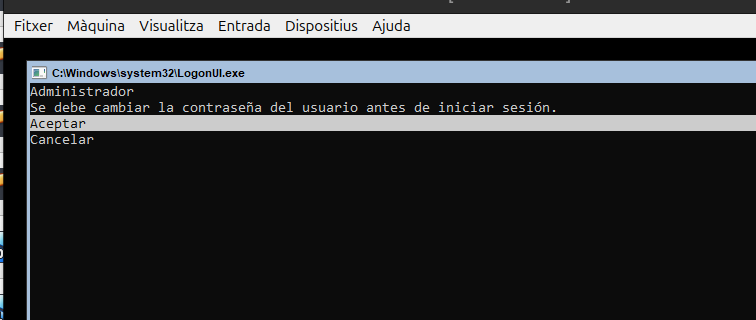 Fitxer Màquina Visualitza Entrada Dispositius Ajuda
C:\Windows\system32\LogonUI.exe
Administrador
Se debe cambiar la contraseña del usuario antes de iniciar sesión.
Aceptar
Cancelar